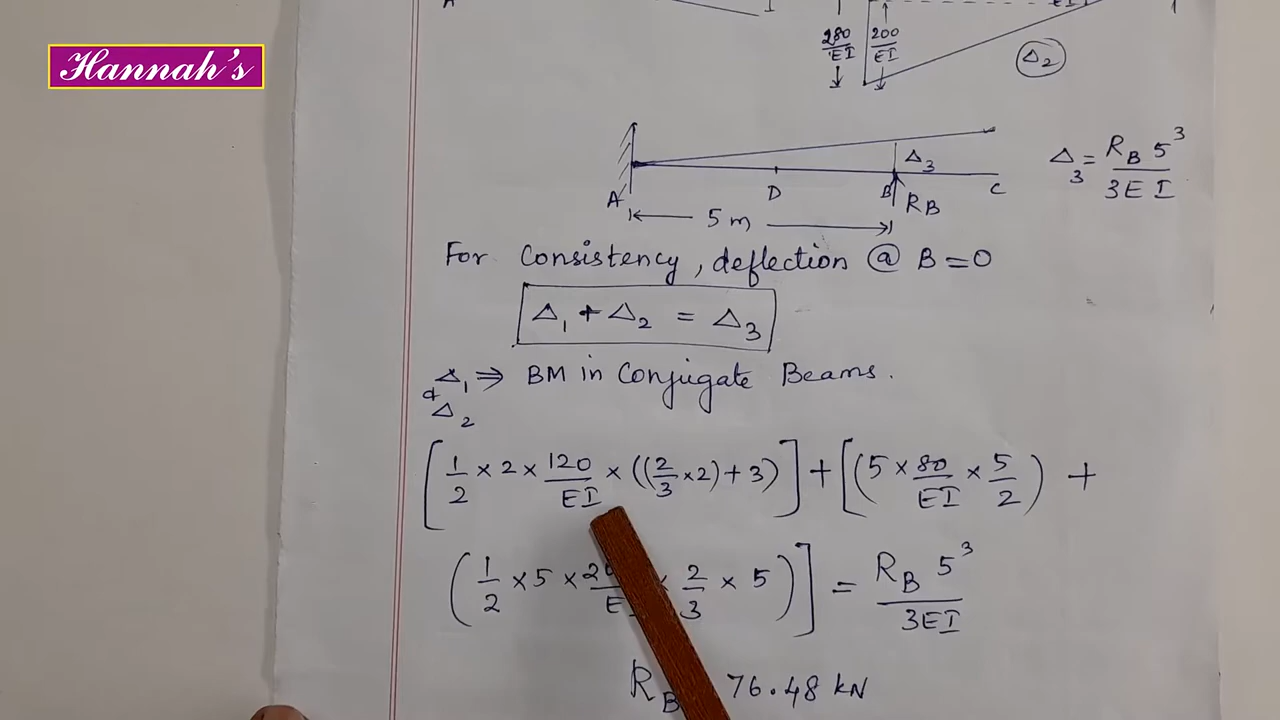 Hannah's
A
I
280/EI
200/EI
Δ2
Δ3
Δ3 = RB 5^3 / 3EI
A
D
B
C
RB
5 m
For Consistency, deflection @ B = 0
Δ1 + Δ2 = Δ3
Δ1 & Δ2 ⇒ BM in Conjugate Beams.
[1/2 × 2 × 120/EI × ((2/3 × 2) + 3)] + [(5 × 80/EI × 5/2) +
(1/2 × 5 × × 2/3 × 5)] = RB 5^3 / 3EI
RB 76.48 kN